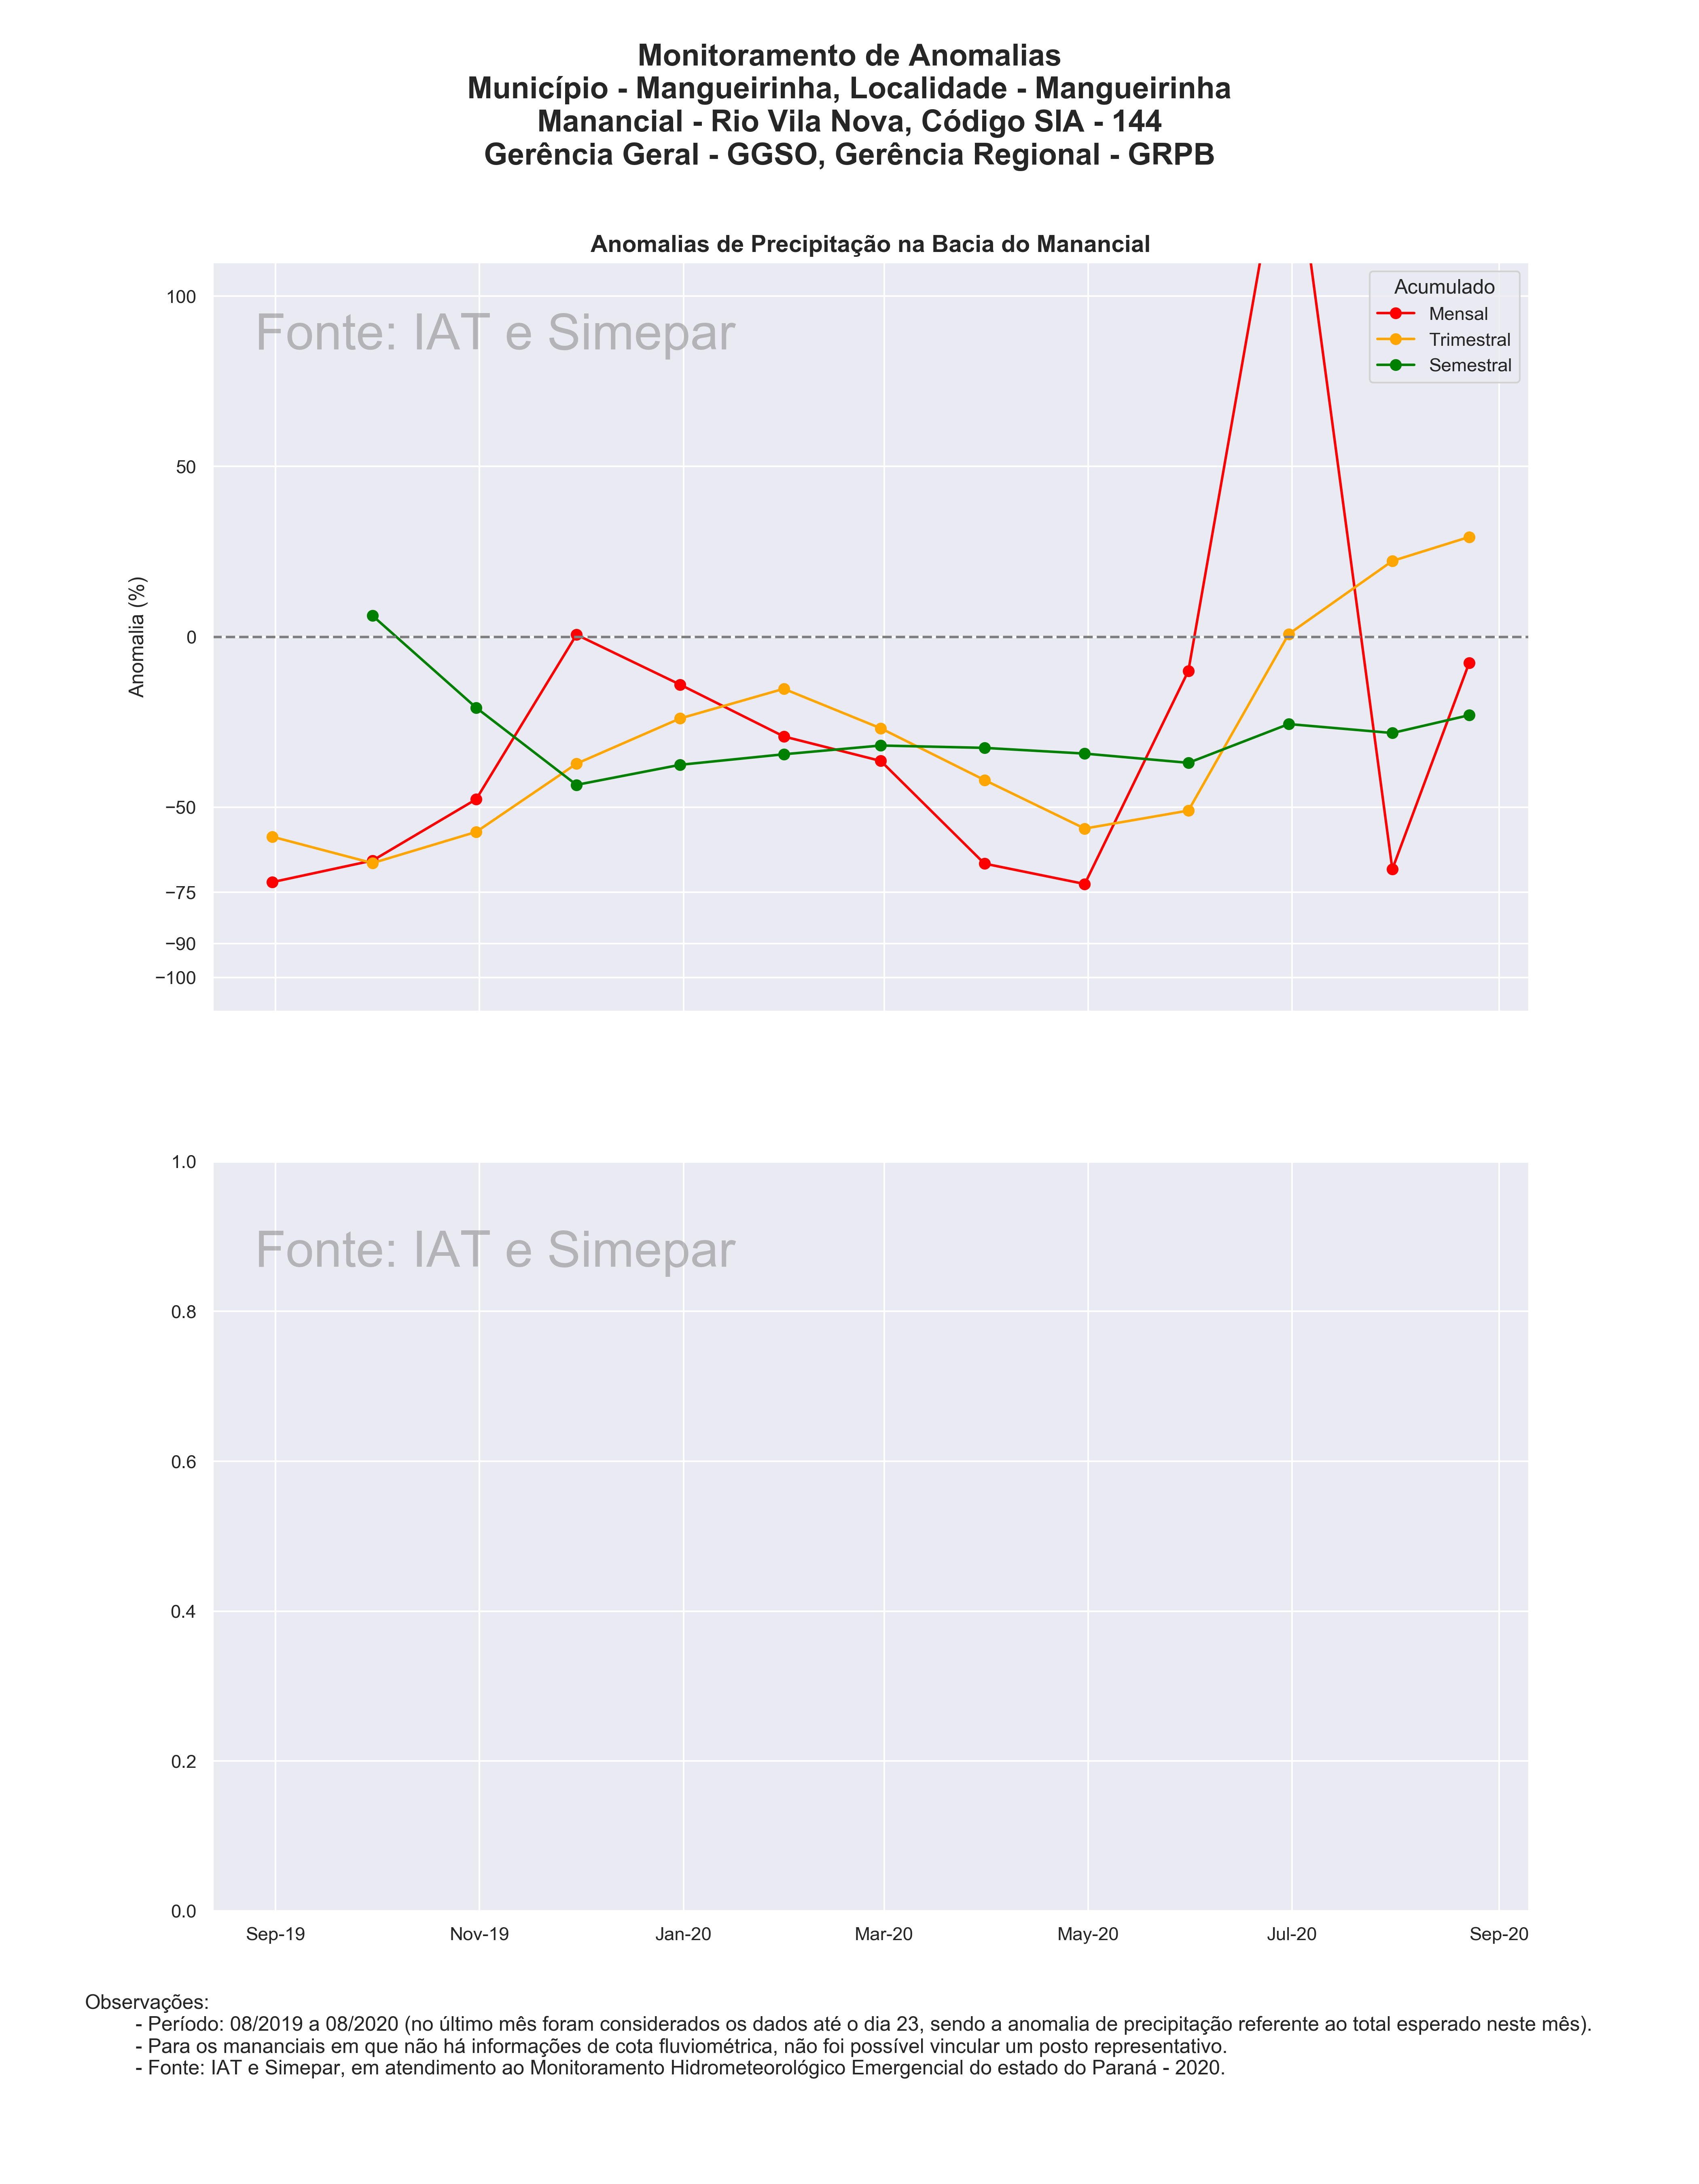 Monitoramento de Anomalias
Município - Mangueirinha, Localidade - Mangueirinha
Manancial - Rio Vila Nova, Código SIA - 144
Gerência Geral - GGSO, Gerência Regional - GRPB
Anomalias de Precipitação na Bacia do Manancial
Fonte: IAT e Simepar
Acumulado
Mensal
Trimestral
Semestral
Anomalia (%)
100
50
0
−50
−75
−90
−100
Fonte: IAT e Simepar
1.0
0.8
0.6
0.4
0.2
0.0
Sep-19 Nov-19 Jan-20 Mar-20 May-20 Jul-20 Sep-20
Observações:
- Período: 08/2019 a 08/2020 (no último mês foram considerados os dados até o dia 23, sendo a anomalia de precipitação referente ao total esperado neste mês).
- Para os mananciais em que não há informações de cota fluviométrica, não foi possível vincular um posto representativo.
- Fonte: IAT e Simepar, em atendimento ao Monitoramento Hidrometeorológico Emergencial do estado do Paraná - 2020.